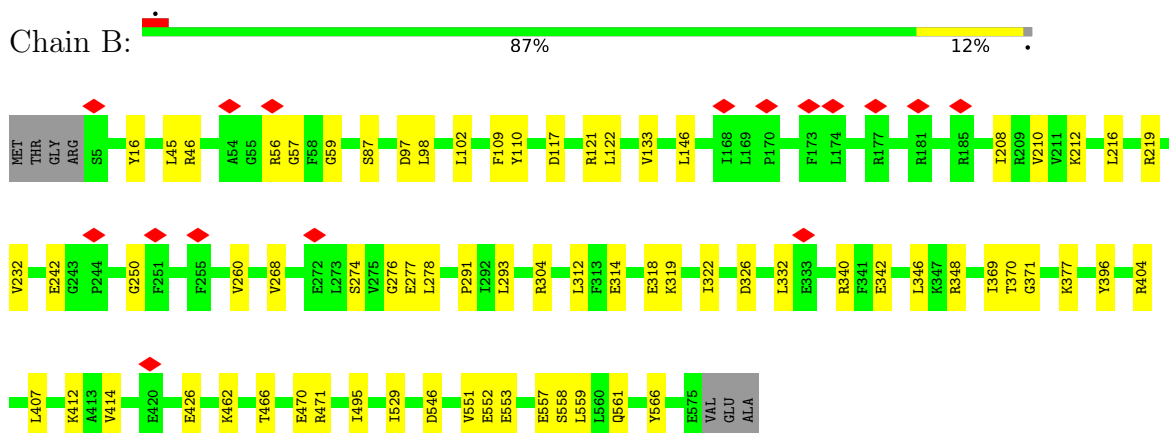 Chain B:
•
87%
12%
•
MET THR GLY ARG S5 Y16 L45 R46 A54 G55 R56 G57 F58 G59 S87 D97 L98 L102 F109 Y110 D117 R121 L122 V133 L146 I168 L169 P170 F173 L174 R177 R181 R185 I208 R209 V210 V211 K212 L216 R219
V232 E242 G243 P244 G250 F251 F255 V260 V268 E272 L273 S274 V275 G276 E277 L278 P291 I292 L293 R304 L312 F313 E314 E318 K319 I322 D326 L332 E333 R340 F341 E342 L346 K347 R348 I369 T370 G371 K377 Y396 R404
L407 K412 A413 V414 E420 E426 K462 T466 E470 R471 I495 I529 D546 V551 E552 E553 E557 S558 L559 L560 Q561 Y566 E575 VAL GLU ALA